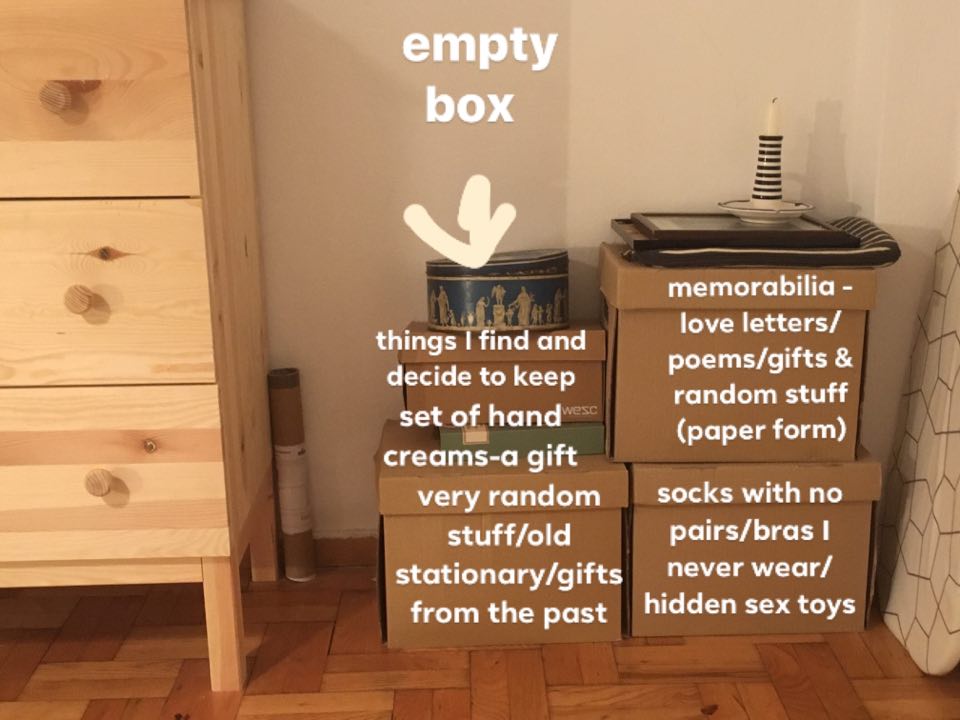 empty
box
things I find and
decide to keep
wesc
set of hand
creams-a gift
very random
stuff/old
stationary/gifts
from the past
memorabilia -
love letters/
poems/gifts &
random stuff
(paper form)
socks with no
pairs/bras I
never wear/
hidden sex toys